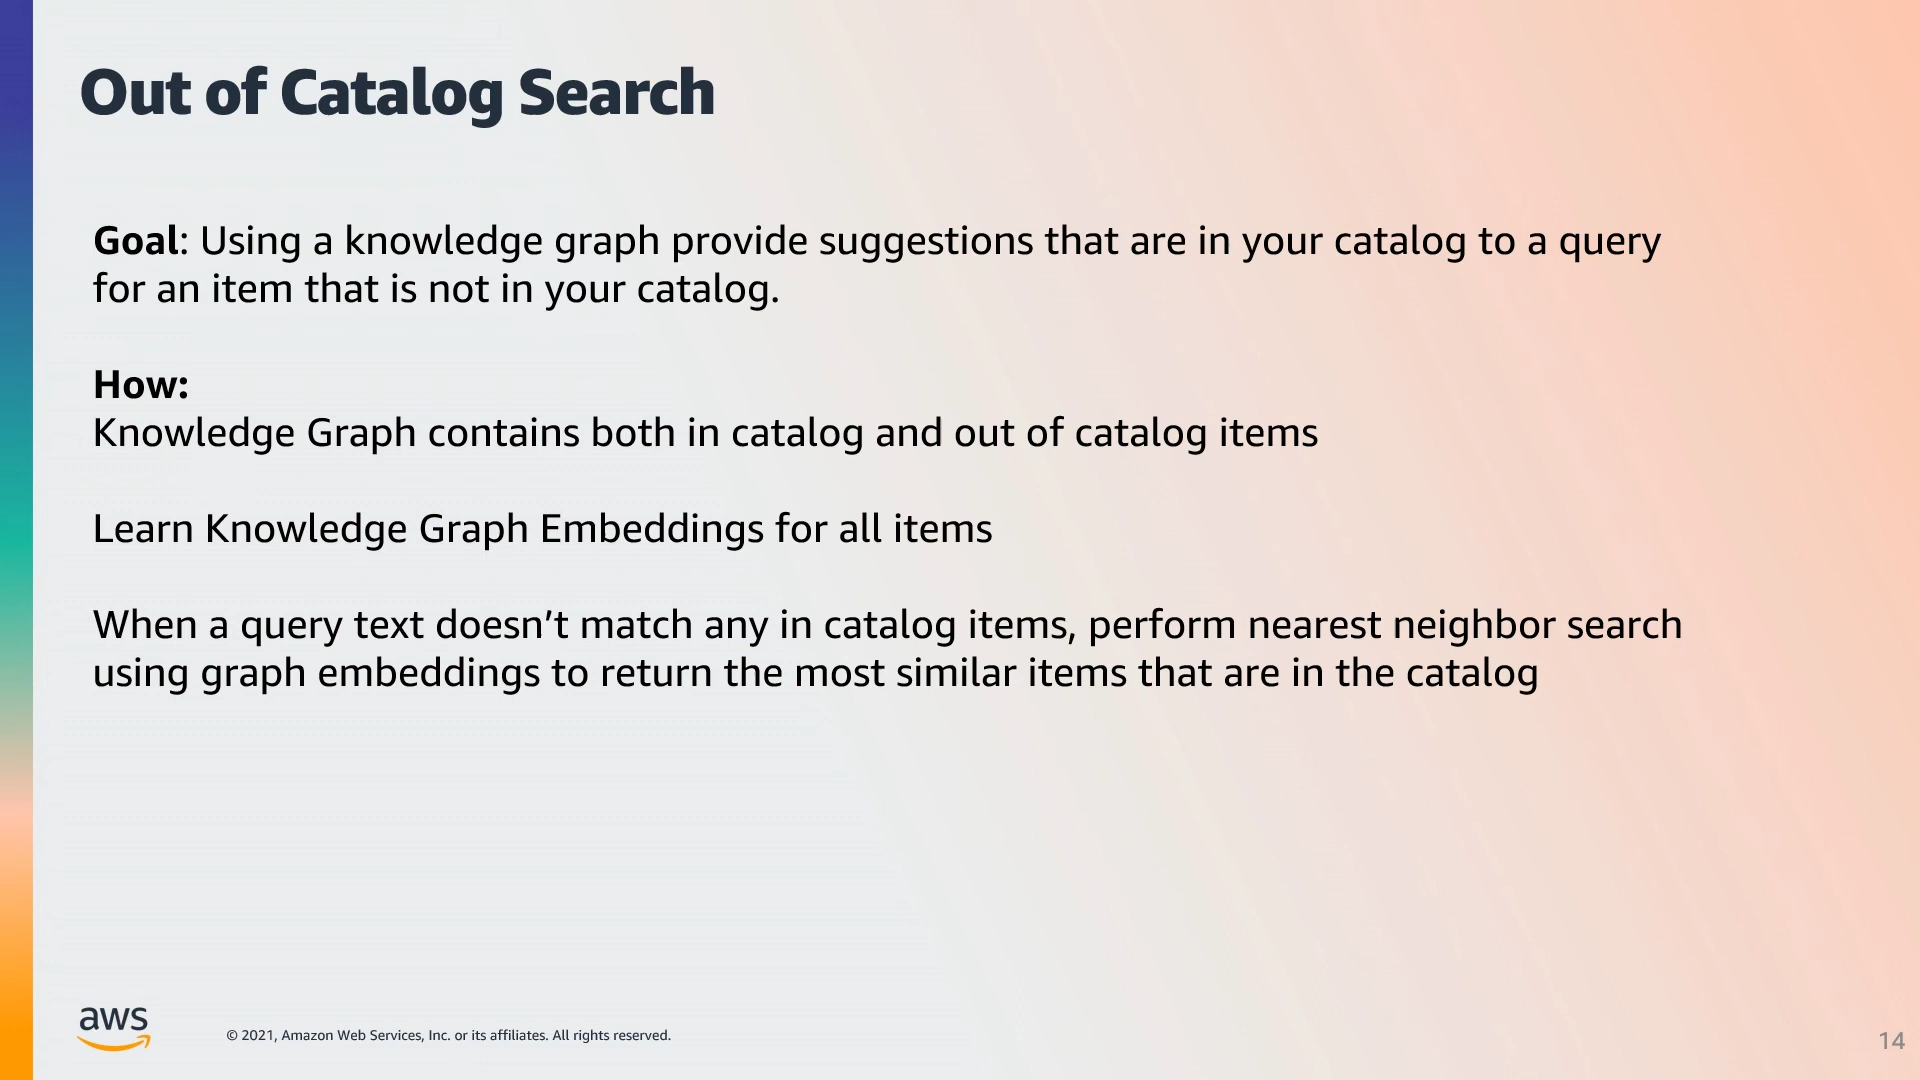 Out of Catalog Search
Goal: Using a knowledge graph provide suggestions that are in your catalog to a query
for an item that is not in your catalog.
How:
Knowledge Graph contains both in catalog and out of catalog items
Learn Knowledge Graph Embeddings for all items
When a query text doesn’t match any in catalog items, perform nearest neighbor search
using graph embeddings to return the most similar items that are in the catalog
aws
© 2021, Amazon Web Services, Inc. or its affiliates. All rights reserved.
14